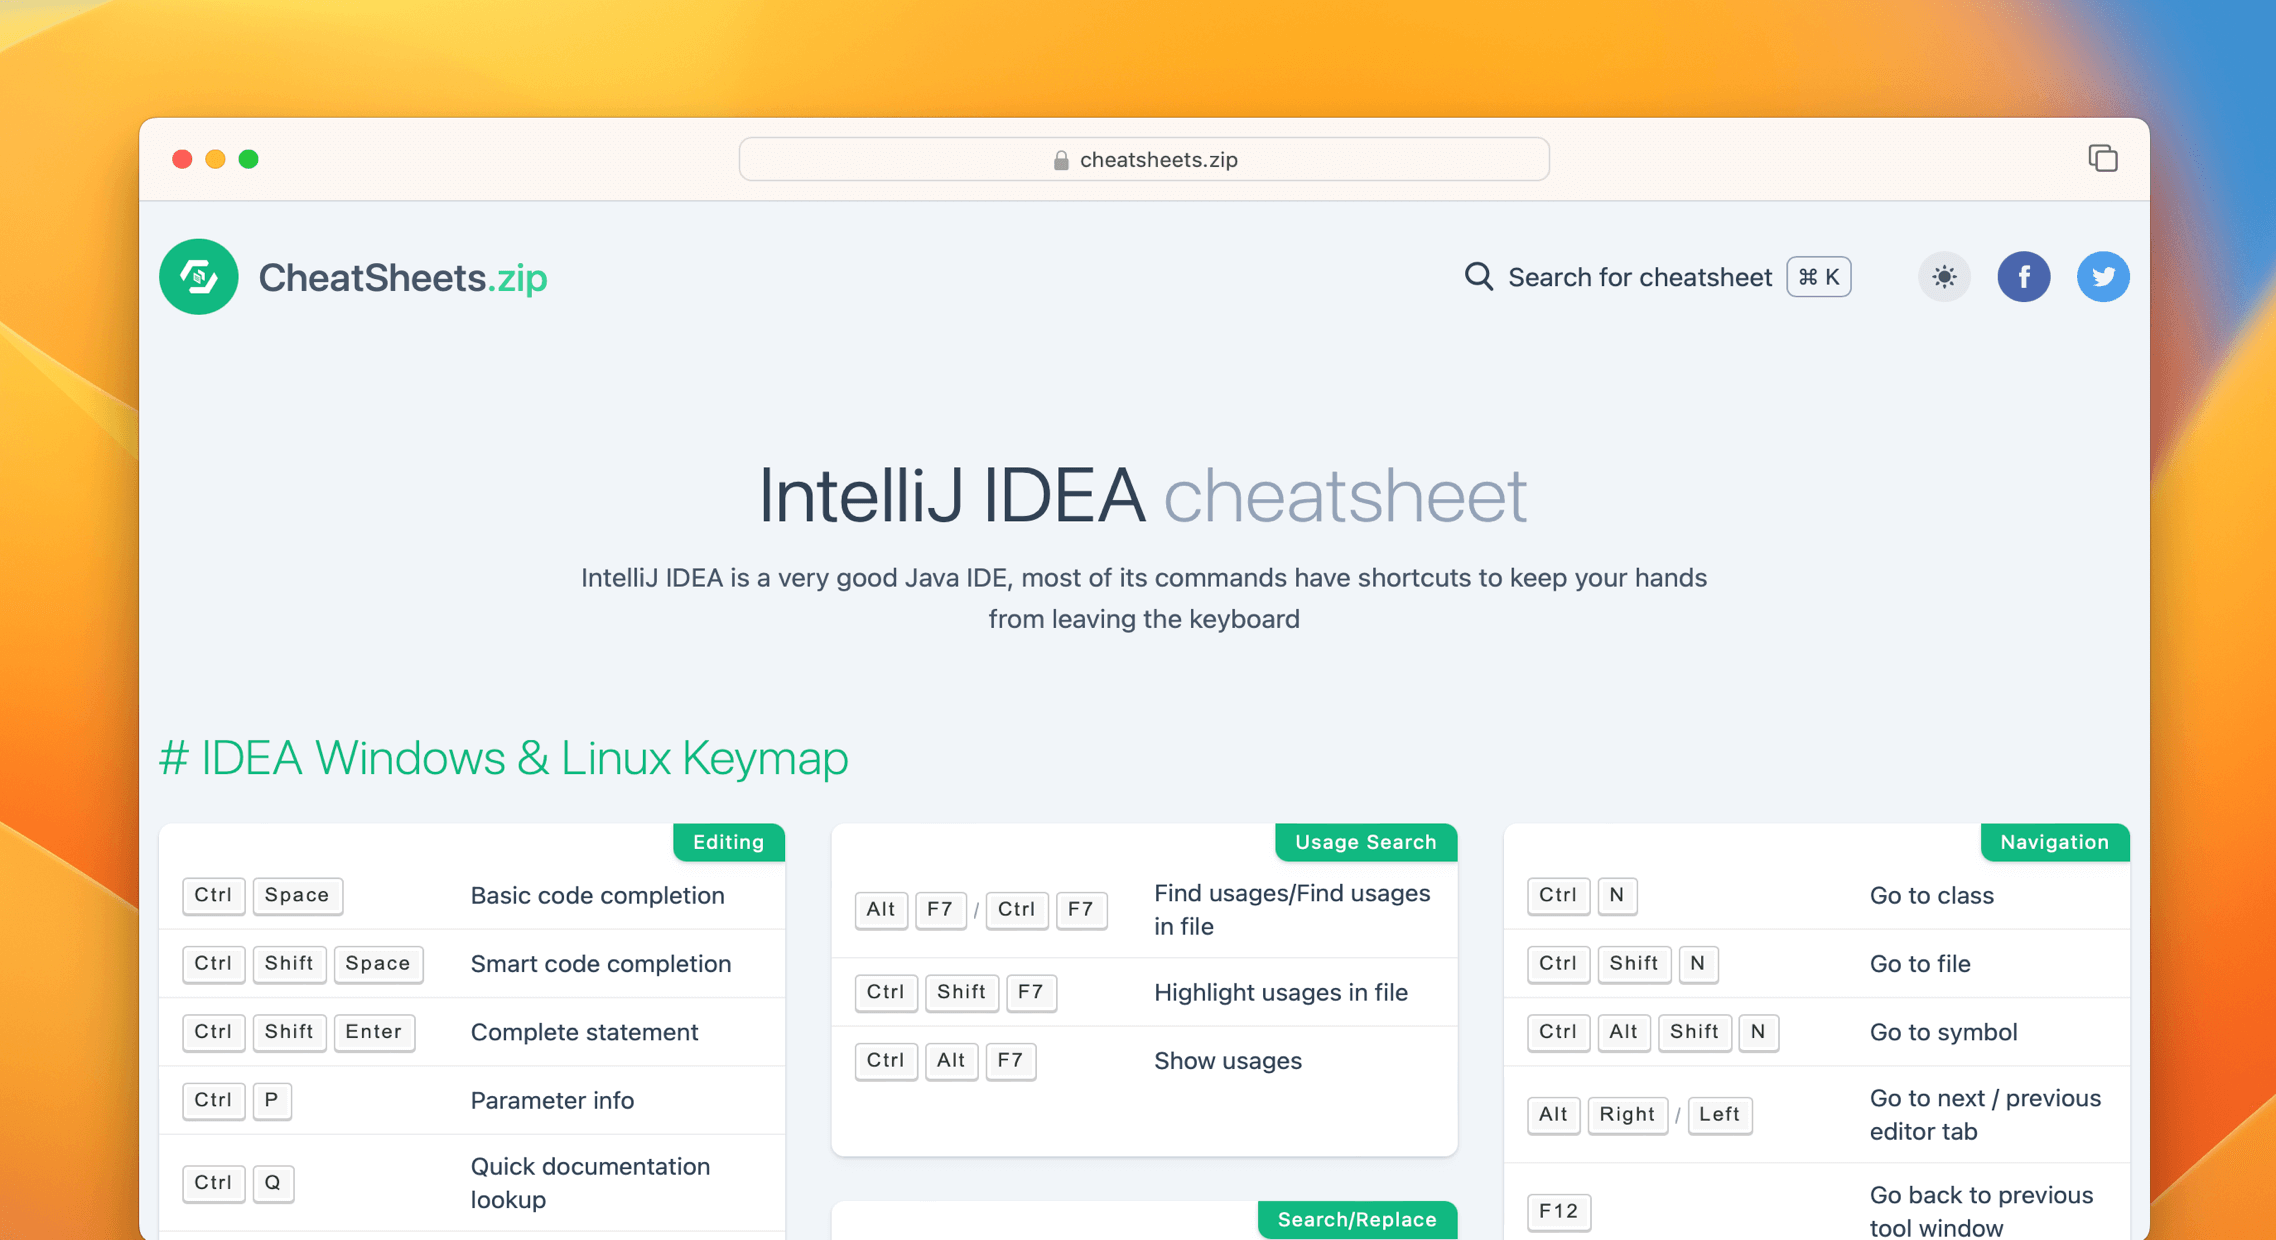 cheatsheets.zip
CheatSheets.zip
Search for cheatsheet ⌘ K
f
IntelliJ IDEA cheatsheet
IntelliJ IDEA is a very good Java IDE, most of its commands have shortcuts to keep your hands
from leaving the keyboard
# IDEA Windows & Linux Keymap
Editing
Ctrl Space Basic code completion
Ctrl Shift Space Smart code completion
Ctrl Shift Enter Complete statement
Ctrl P Parameter info
Ctrl Q Quick documentation
lookup
Usage Search
Alt F7 / Ctrl F7 Find usages/Find usages
in file
Ctrl Shift F7 Highlight usages in file
Ctrl Alt F7 Show usages
Search/Replace
Navigation
Ctrl N Go to class
Ctrl Shift N Go to file
Ctrl Alt Shift N Go to symbol
Alt Right / Left Go to next / previous
editor tab
F12 Go back to previous
tool window